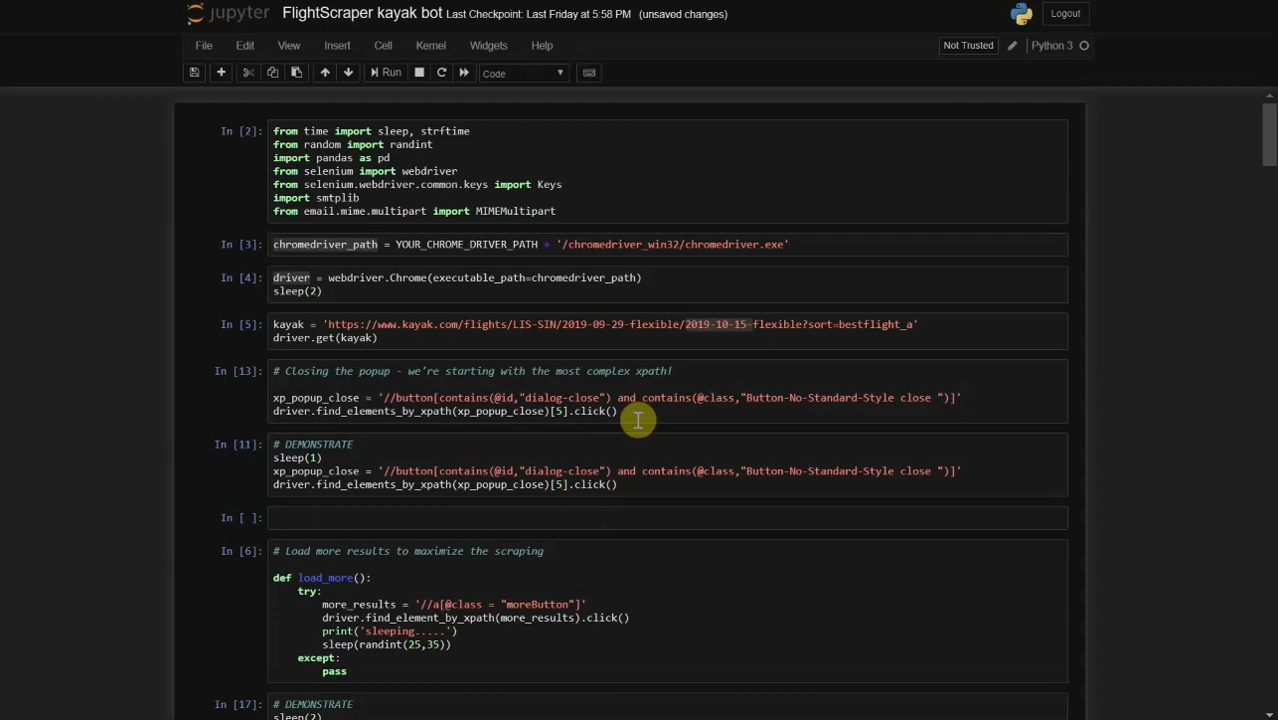 jupyter FlightScraper kayak bot Last Checkpoint: Last Friday at 5:58 PM (unsaved changes) Logout
File Edit View Insert Cell Kernel Widgets Help Not Trusted Python 3
Run Code
In [2]: from time import sleep, strftime
from random import randint
import pandas as pd
from selenium import webdriver
from selenium.webdriver.common.keys import Keys
import smtplib
from email.mime.multipart import MIMEMultipart
In [3]: chromedriver_path = YOUR_CHROME_DRIVER_PATH + '/chromedriver_win32/chromedriver.exe'
In [4]: driver = webdriver.Chrome(executable_path=chromedriver_path)
sleep(2)
In [5]: kayak = 'https://www.kayak.com/flights/LIS-SIN/2019-09-29-flexible/2019-10-15-flexible?sort=bestflight_a'
driver.get(kayak)
In [13]: # Closing the popup - we're starting with the most complex xpath!
xp_popup_close = '//button[contains(@id,"dialog-close") and contains(@class,"Button-No-Standard-Style close ")]'
driver.find_elements_by_xpath(xp_popup_close)[5].click()
In [11]: # DEMONSTRATE
sleep(1)
xp_popup_close = '//button[contains(@id,"dialog-close") and contains(@class,"Button-No-Standard-Style close ")]'
driver.find_elements_by_xpath(xp_popup_close)[5].click()
In [ ]:
In [6]: # Load more results to maximize the scraping
def load_more():
try:
more_results = '//a[@class = "moreButton"]'
driver.find_element_by_xpath(more_results).click()
print('sleeping.....')
sleep(randint(25,35))
except:
pass
In [17]: # DEMONSTRATE
sleep(2)